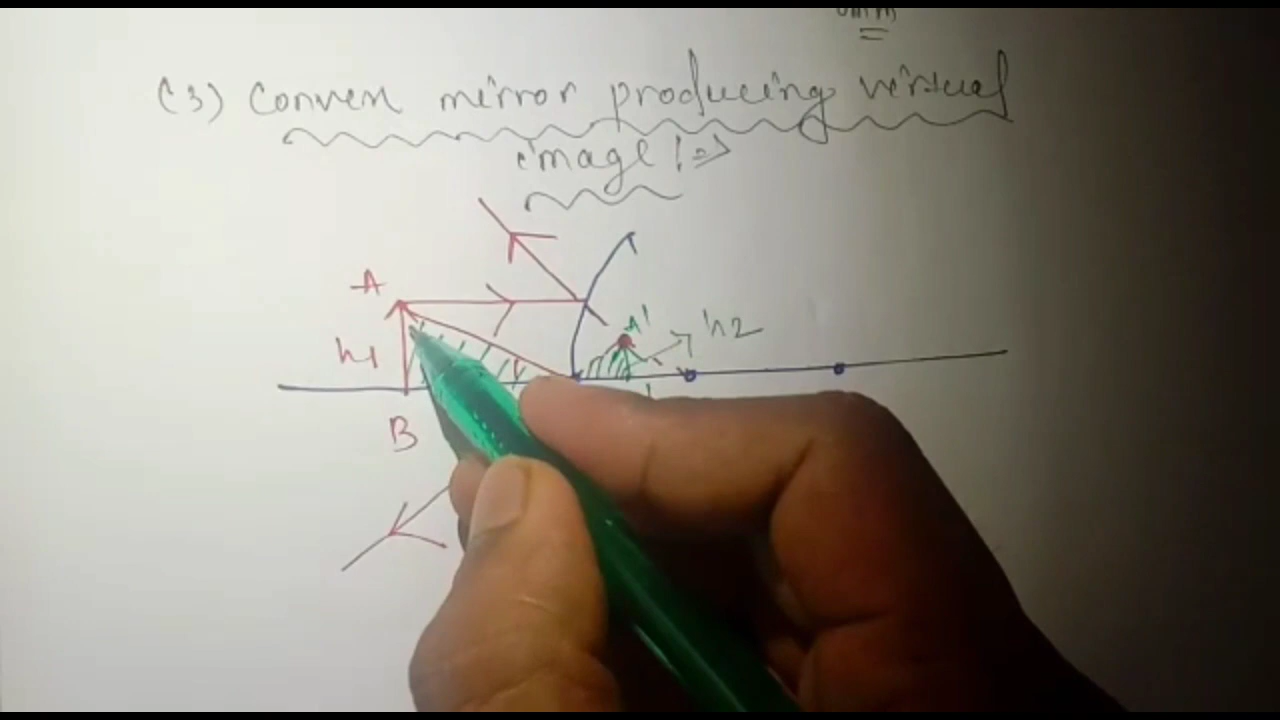 (3) Convex mirror producing virtual
image :⇒
A
A'
h2
h1
B